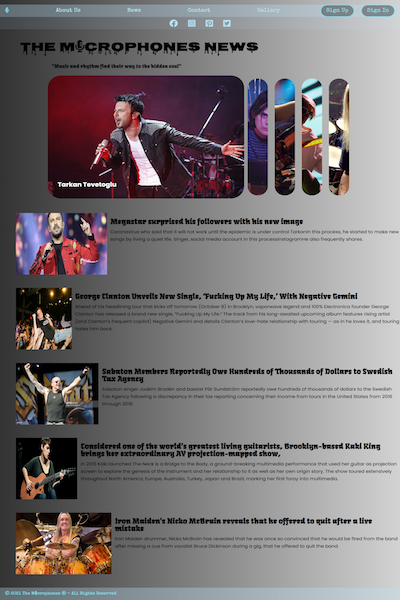 About Us News Contact Gallery Sign Up Sign In
THE MICROPHONES NEWS
"Music and rhythm find their way to the hidden soul"
Tarkan Tevetoglu
Megastar surprised his followers with his new image
Coronavirus who said that it will not work until the epidemic is under control Tarkanin this process, he started to make new
songs by living a quiet life. Singer, social media account in this processInstagramme also frequently shares.
George Clanton Unveils New Single, 'Fucking Up My Life,' With Negative Gemini
Ahead of his headlining tour that kicks off tomorrow (October 9) in Brooklyn, vaporwave legend and 100% Electronica founder George
Clanton has released a brand new single, "Fucking Up My Life." The track from his long-awaited upcoming album features rising artist
(and Clanton's frequent copilot) Negative Gemini and details Clanton's love-hate relationship with touring — as in he loves it, and touring
hates him back.
Sabaton Members Reportedly Owe Hundreds of Thousands of Dollars to Swedish
Tax Agency
Sabaton singer Joakim Brodén and bassist Pär Sundström reportedly owe hundreds of thousands of dollars to the Swedish
Tax Agency following a discrepancy in their tax reporting concerning their income from tours in the United States from 2016
through 2018.
Considered one of the world's greatest living guitarists, Brooklyn-based Kaki King
brings her extraordinary AV projection-mapped show,
In 2015 Kaki launched The Neck is a Bridge to the Body, a ground-breaking multimedia performance that used her guitar as projection
screen to explore the genesis of the instrument and her relationship to it as well as her own origin story. The show toured extensively
throughout North America, Europe, Australia, Turkey, Japan and Brazil, marking her first foray into multimedia.
Iron Maiden's Nicko McBrain reveals that he offered to quit after a live
mistake
Iron Maiden drummer, Nicko McBrain has revealed that he was once so convinced that he would be fired from the band
after missing a cue from vocalist Bruce Dickinson during a gig, that he offered to quit the band.
© 2021 The Microphones ® - ALL Rights Reserved